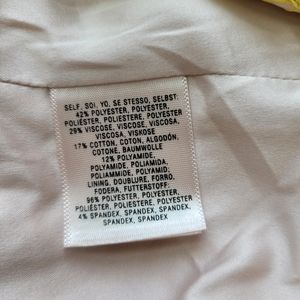 SELF, SOI, YO, SE STESSO, SELBST:
42% POLYESTER, POLYESTER,
POLIÉSTER, POLIESTERE, POLYESTER
29% VISCOSE, VISCOSE, VISCOSA,
VISCOSA, VISKOSE
17% COTTON, COTON, ALGODÓN,
COTONE, BAUMWOLLE
12% POLYAMIDE,
POLYAMIDE, POLIAMIDA,
POLIAMMIDE, POLYAMID
LINING, DOUBLURE, FORRO,
FODERA, FUTTERSTOFF:
96% POLYESTER, POLYESTER,
POLIÉSTER, POLIESTERE, POLYESTER
4% SPANDEX, SPANDEX, SPANDEX,
SPANDEX, SPANDEX